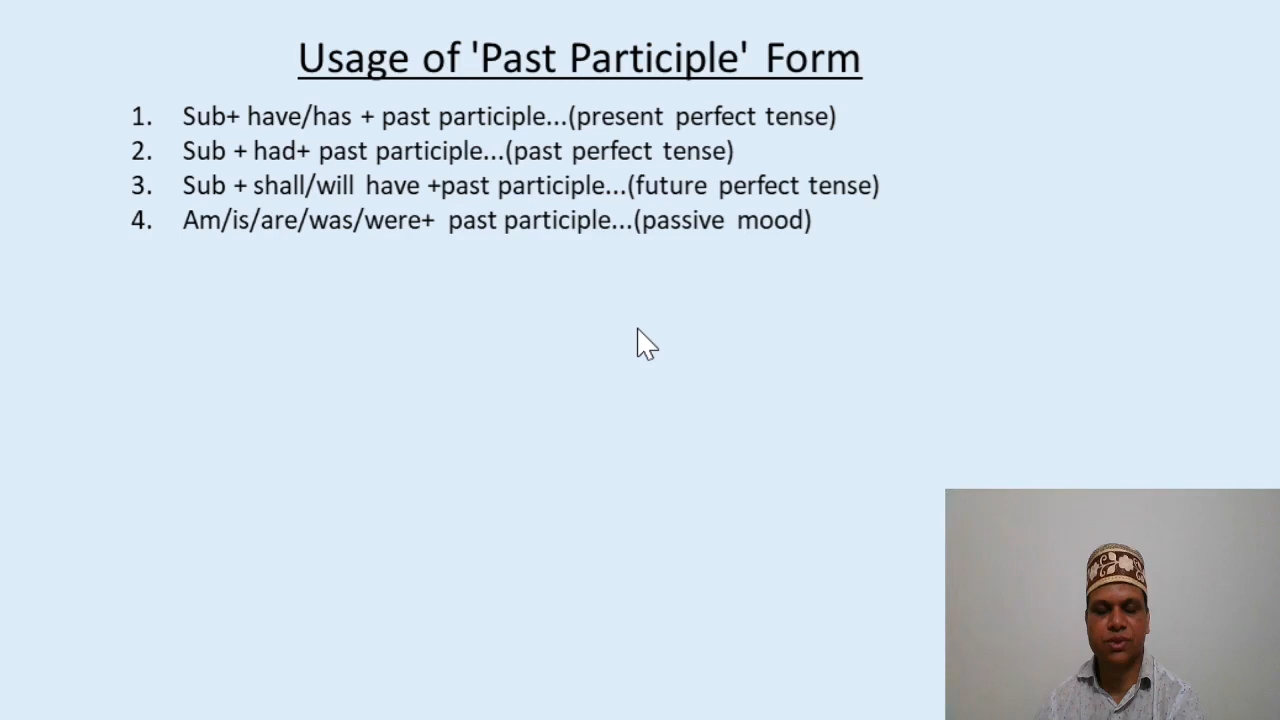 Usage of 'Past Participle' Form
1. Sub+ have/has + past participle...(present perfect tense)
2. Sub + had+ past participle...(past perfect tense)
3. Sub + shall/will have +past participle...(future perfect tense)
4. Am/is/are/was/were+ past participle...(passive mood)